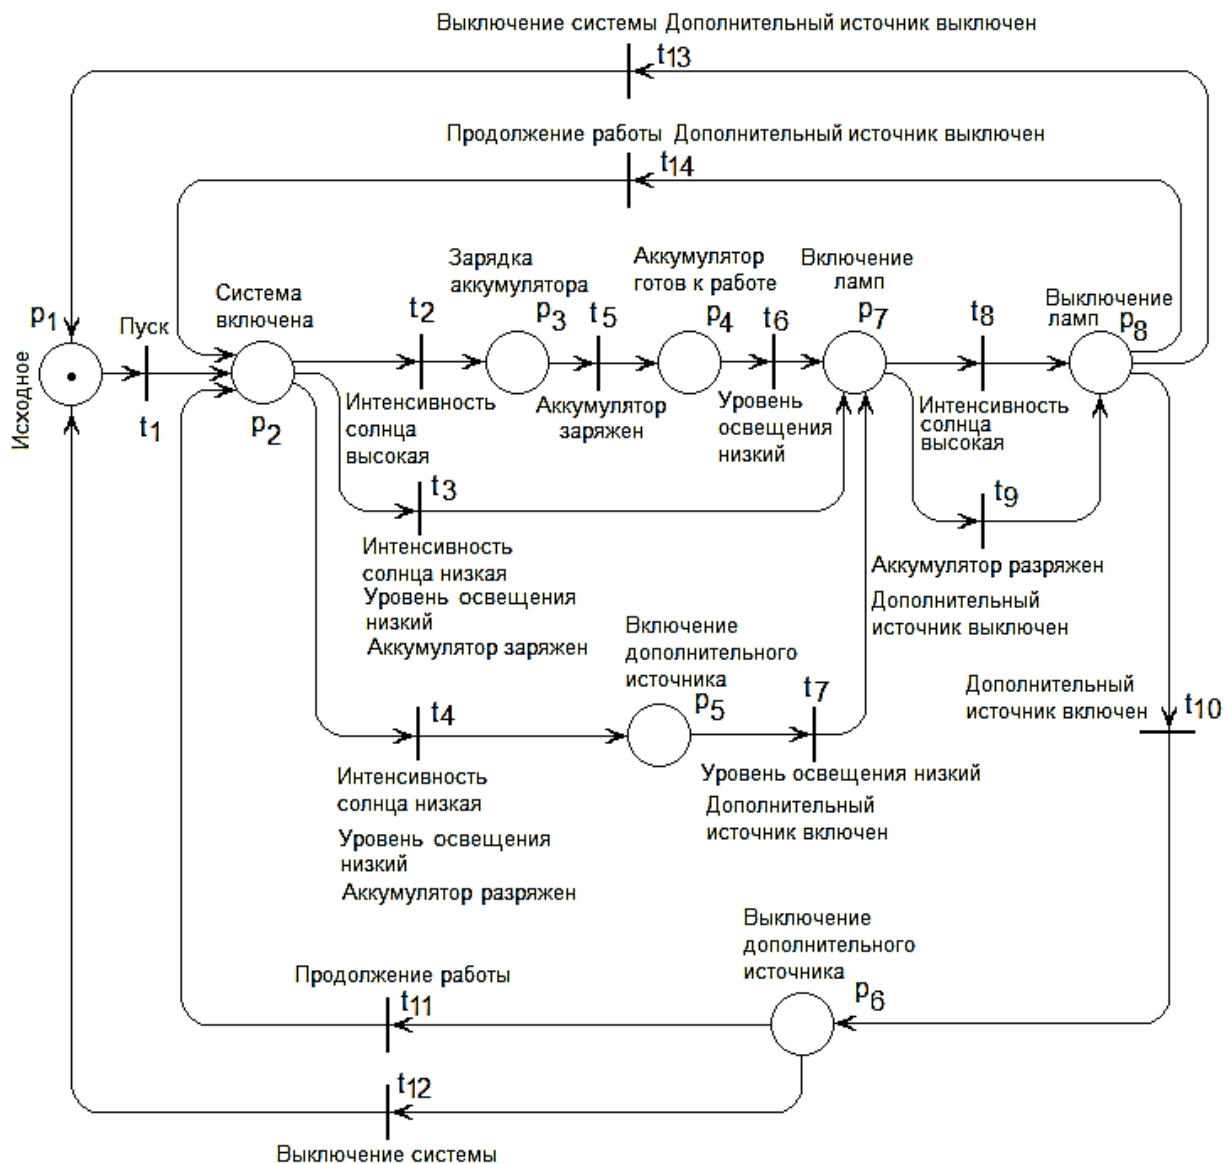 Выключение системы Дополнительный источник выключен
t13
Продолжение работы Дополнительный источник выключен
t14
Исходное
p1
Пуск
t1
Система
включена
p2
t2
Интенсивность
солнца
высокая
Зарядка
аккумулятора
p3
t5
Аккумулятор
заряжен
Аккумулятор
готов к работе
p4
t6
Уровень
освещения
низкий
Включение
ламп
p7
t8
Интенсивность
солнца
высокая
Выключение
ламп
p8
t3
Интенсивность
солнца низкая
Уровень освещения
низкий
Аккумулятор заряжен
t9
Аккумулятор разряжен
Дополнительный
источник выключен
t4
Интенсивность
солнца низкая
Уровень освещения
низкий
Аккумулятор разряжен
Включение
дополнительного
источника
p5
t7
Уровень освещения низкий
Дополнительный
источник включен
Дополнительный
источник включен
t10
Выключение
дополнительного
источника
p6
Продолжение работы
t11
t12
Выключение системы